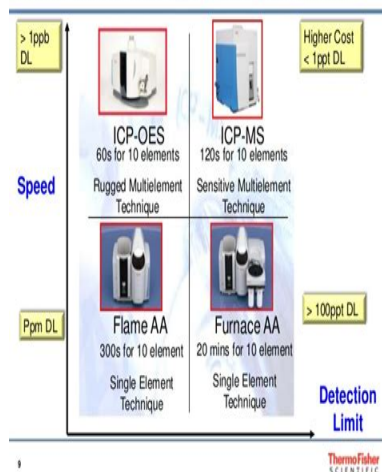 > 1ppb
DL
Higher Cost
< 1ppt DL
ICP-OES
60s for 10 elements
Rugged Multielement
Technique
ICP-MS
120s for 10 elements
Sensitive Multielement
Technique
Speed
Ppm DL
Flame AA
300s for 10 element
Single Element
Technique
Furnace AA
20 mins for 10 element
Single Element
Technique
> 100ppt DL
Detection
Limit
9
ThermoFisher
SCIENTIFIC